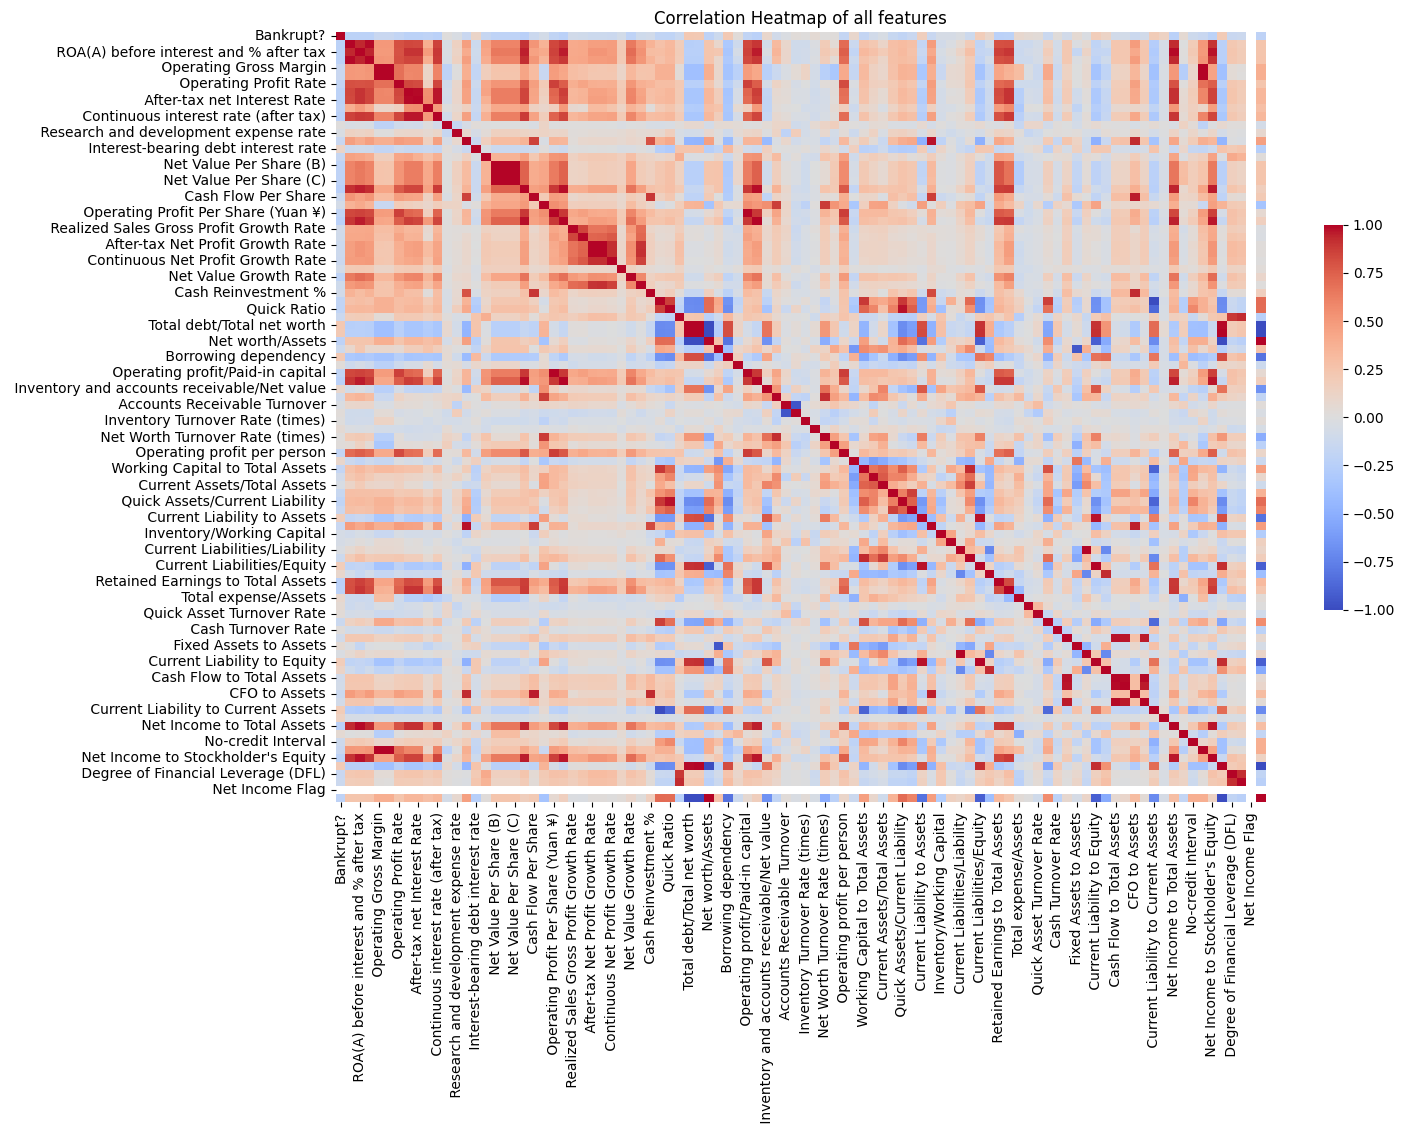 Correlation Heatmap of all features
Bankrupt?
ROA(A) before interest and % after tax
Operating Gross Margin
Operating Profit Rate
After-tax net Interest Rate
Continuous interest rate (after tax)
Research and development expense rate
Interest-bearing debt interest rate
Net Value Per Share (B)
Net Value Per Share (C)
Cash Flow Per Share
Operating Profit Per Share (Yuan ¥)
Realized Sales Gross Profit Growth Rate
After-tax Net Profit Growth Rate
Continuous Net Profit Growth Rate
Net Value Growth Rate
Cash Reinvestment %
Quick Ratio
Total debt/Total net worth
Net worth/Assets
Borrowing dependency
Operating profit/Paid-in capital
Inventory and accounts receivable/Net value
Accounts Receivable Turnover
Inventory Turnover Rate (times)
Net Worth Turnover Rate (times)
Operating profit per person
Working Capital to Total Assets
Current Assets/Total Assets
Quick Assets/Current Liability
Current Liability to Assets
Inventory/Working Capital
Current Liabilities/Liability
Current Liabilities/Equity
Retained Earnings to Total Assets
Total expense/Assets
Quick Asset Turnover Rate
Cash Turnover Rate
Fixed Assets to Assets
Current Liability to Equity
Cash Flow to Total Assets
CFO to Assets
Current Liability to Current Assets
Net Income to Total Assets
No-credit Interval
Net Income to Stockholder's Equity
Degree of Financial Leverage (DFL)
Net Income Flag
1.00
0.75
0.50
0.25
0.00
−0.25
−0.50
−0.75
−1.00
Bankrupt?
ROA(A) before interest and % after tax
Operating Gross Margin
Operating Profit Rate
After-tax net Interest Rate
Continuous interest rate (after tax)
Research and development expense rate
Interest-bearing debt interest rate
Net Value Per Share (B)
Net Value Per Share (C)
Cash Flow Per Share
Operating Profit Per Share (Yuan ¥)
Realized Sales Gross Profit Growth Rate
After-tax Net Profit Growth Rate
Continuous Net Profit Growth Rate
Net Value Growth Rate
Cash Reinvestment %
Quick Ratio
Total debt/Total net worth
Net worth/Assets
Borrowing dependency
Operating profit/Paid-in capital
Inventory and accounts receivable/Net value
Accounts Receivable Turnover
Inventory Turnover Rate (times)
Net Worth Turnover Rate (times)
Operating profit per person
Working Capital to Total Assets
Current Assets/Total Assets
Quick Assets/Current Liability
Current Liability to Assets
Inventory/Working Capital
Current Liabilities/Liability
Current Liabilities/Equity
Retained Earnings to Total Assets
Total expense/Assets
Quick Asset Turnover Rate
Cash Turnover Rate
Fixed Assets to Assets
Current Liability to Equity
Cash Flow to Total Assets
CFO to Assets
Current Liability to Current Assets
Net Income to Total Assets
No-credit Interval
Net Income to Stockholder's Equity
Degree of Financial Leverage (DFL)
Net Income Flag